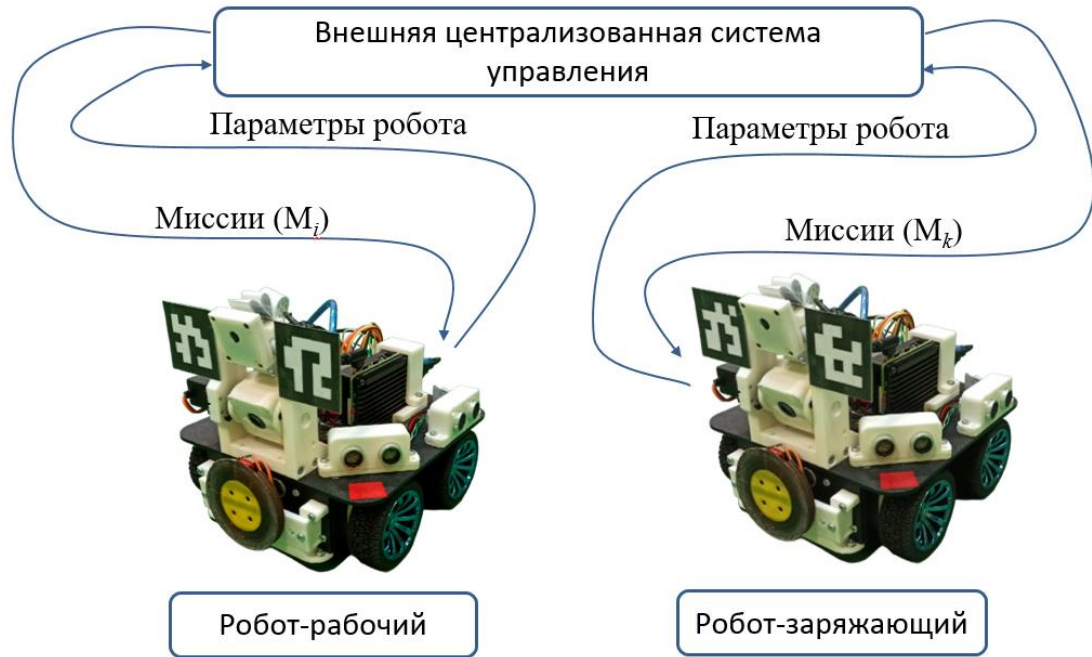 Внешняя централизованная система
управления
Параметры робота
Параметры робота
Миссии (Mᵢ)
Миссии (Mₖ)
Робот-рабочий
Робот-заряжающий